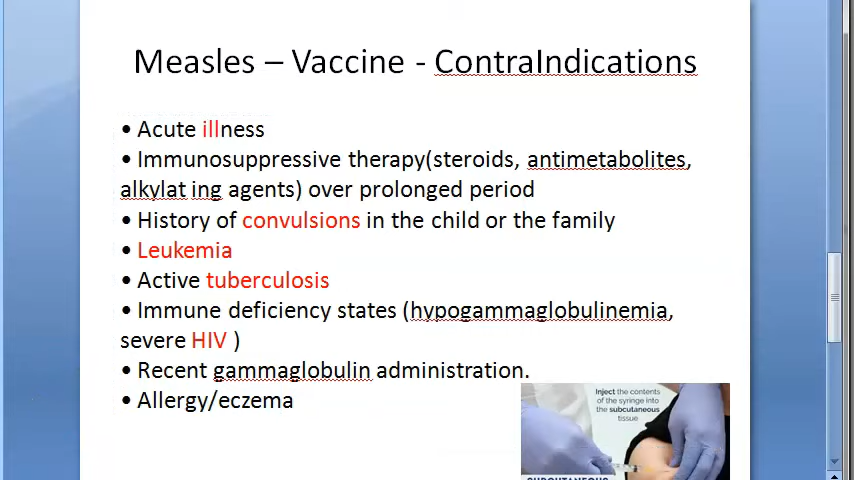 Measles – Vaccine - ContraIndications
• Acute illness
• Immunosuppressive therapy(steroids, antimetabolites,
alkylat ing agents) over prolonged period
• History of convulsions in the child or the family
• Leukemia
• Active tuberculosis
• Immune deficiency states (hypogammaglobulinemia,
severe HIV )
• Recent gammaglobulin administration.
• Allergy/eczema
Inject the contents
of the syringe into
the subcutaneous
tissue
SUBCUTANEOUS